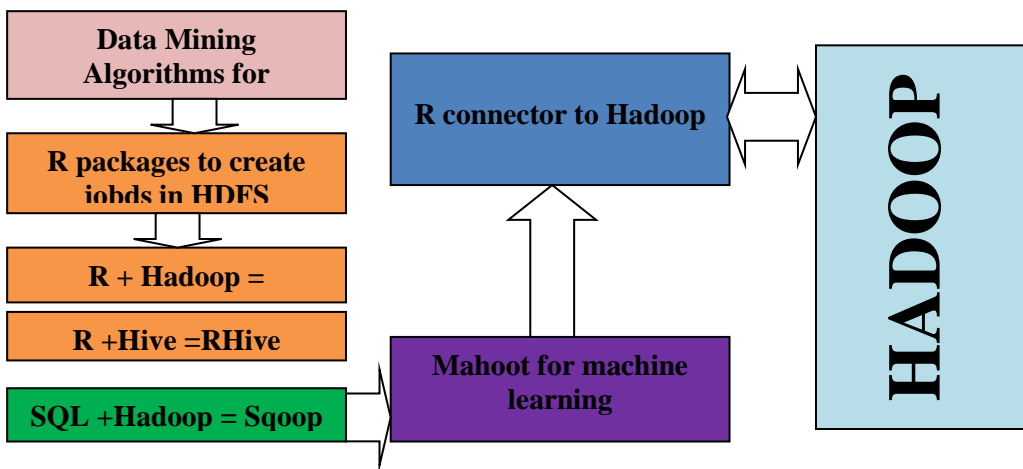 Data Mining
Algorithms for
R packages to create
jobds in HDFS
R + Hadoop =
R +Hive =RHive
SQL +Hadoop = Sqoop
R connector to Hadoop
Mahoot for machine
learning
HADOOP